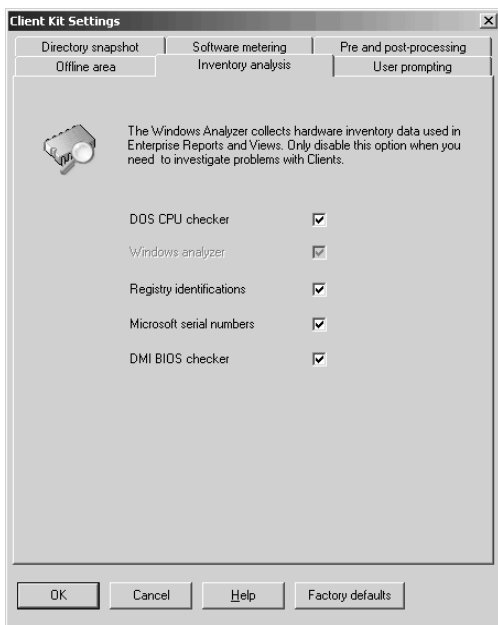 Client Kit Settings
Directory snapshot
Software metering
Pre and post-processing
Offline area
Inventory analysis
User prompting
The Windows Analyzer collects hardware inventory data used in
Enterprise Reports and Views. Only disable this option when you
need to investigate problems with Clients.
DOS CPU checker
Windows analyzer
Registry identifications
Microsoft serial numbers
DMI BIOS checker
OK
Cancel
Help
Factory defaults